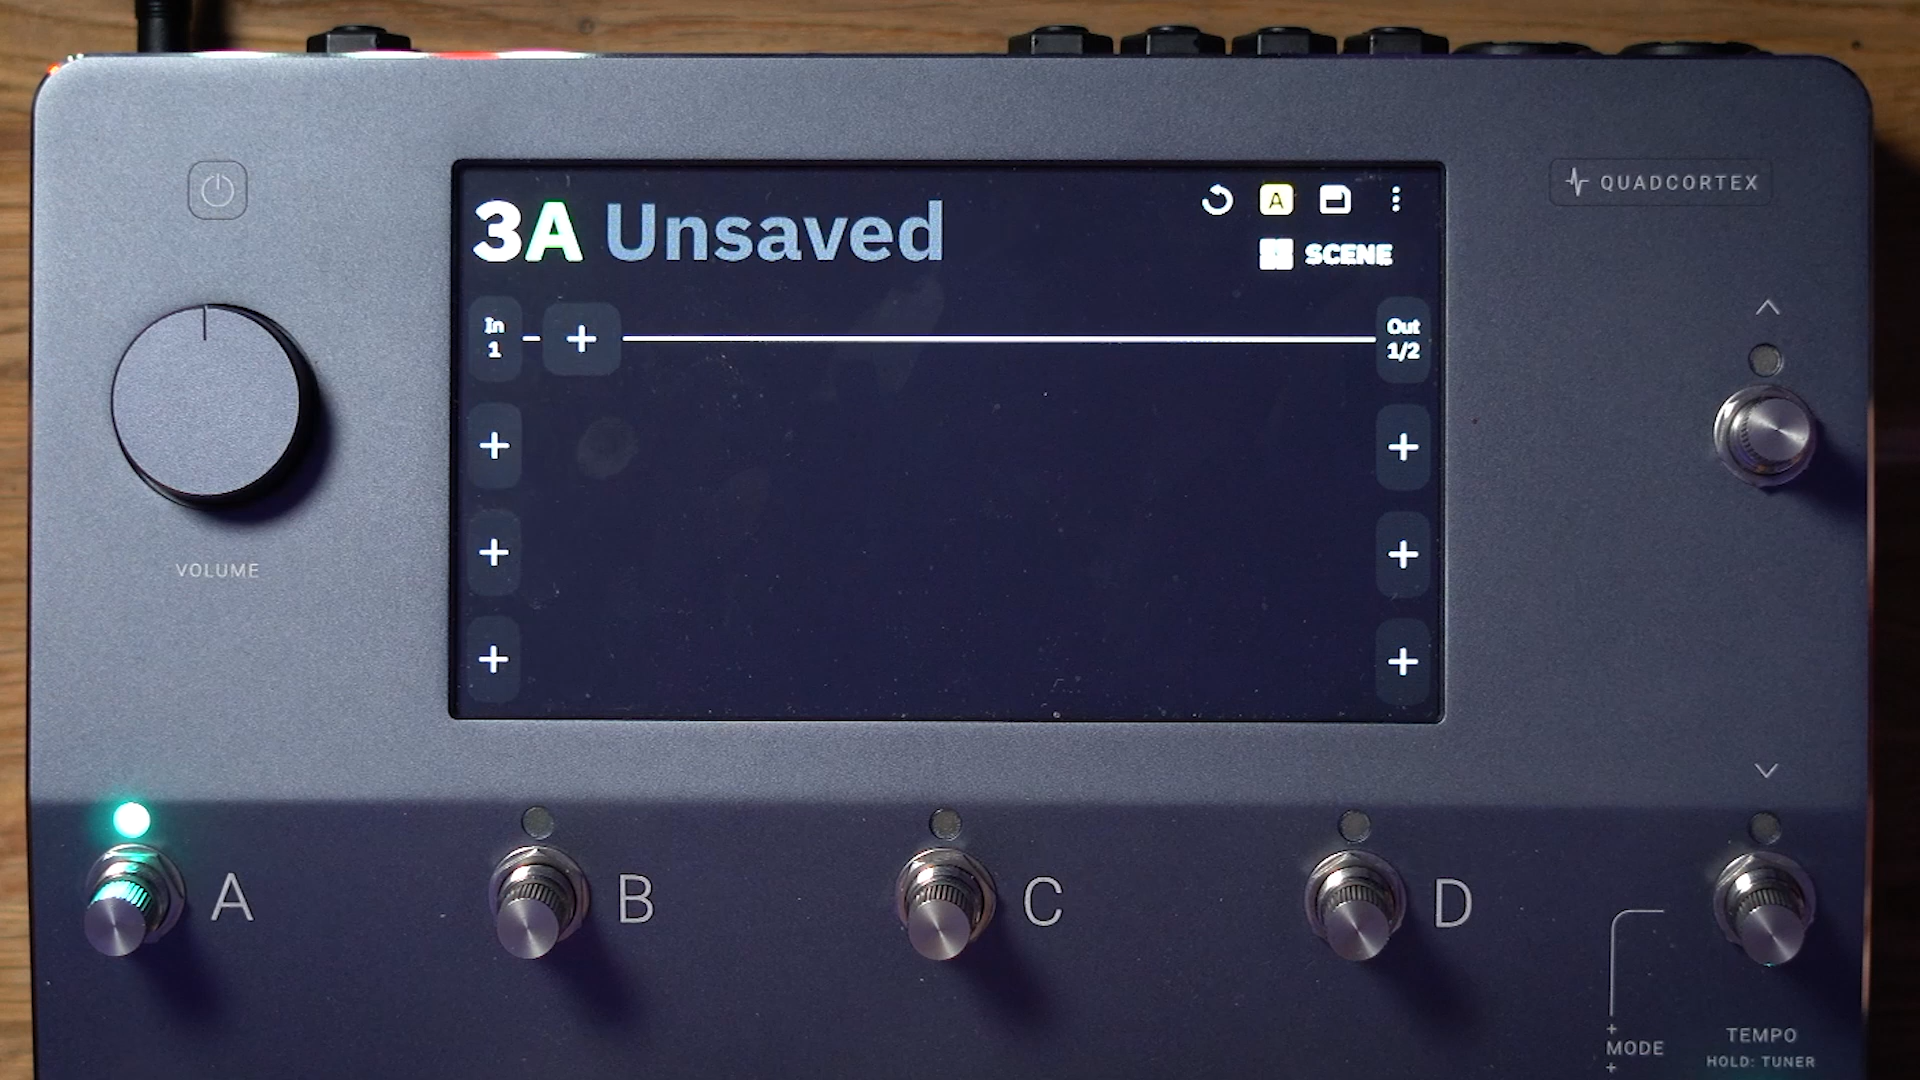 QUADCORTEX
3A Unsaved
A
SCENE
In
1
Out
1/2
VOLUME
A
B
C
D
MODE
TEMPO
HOLD: TUNER